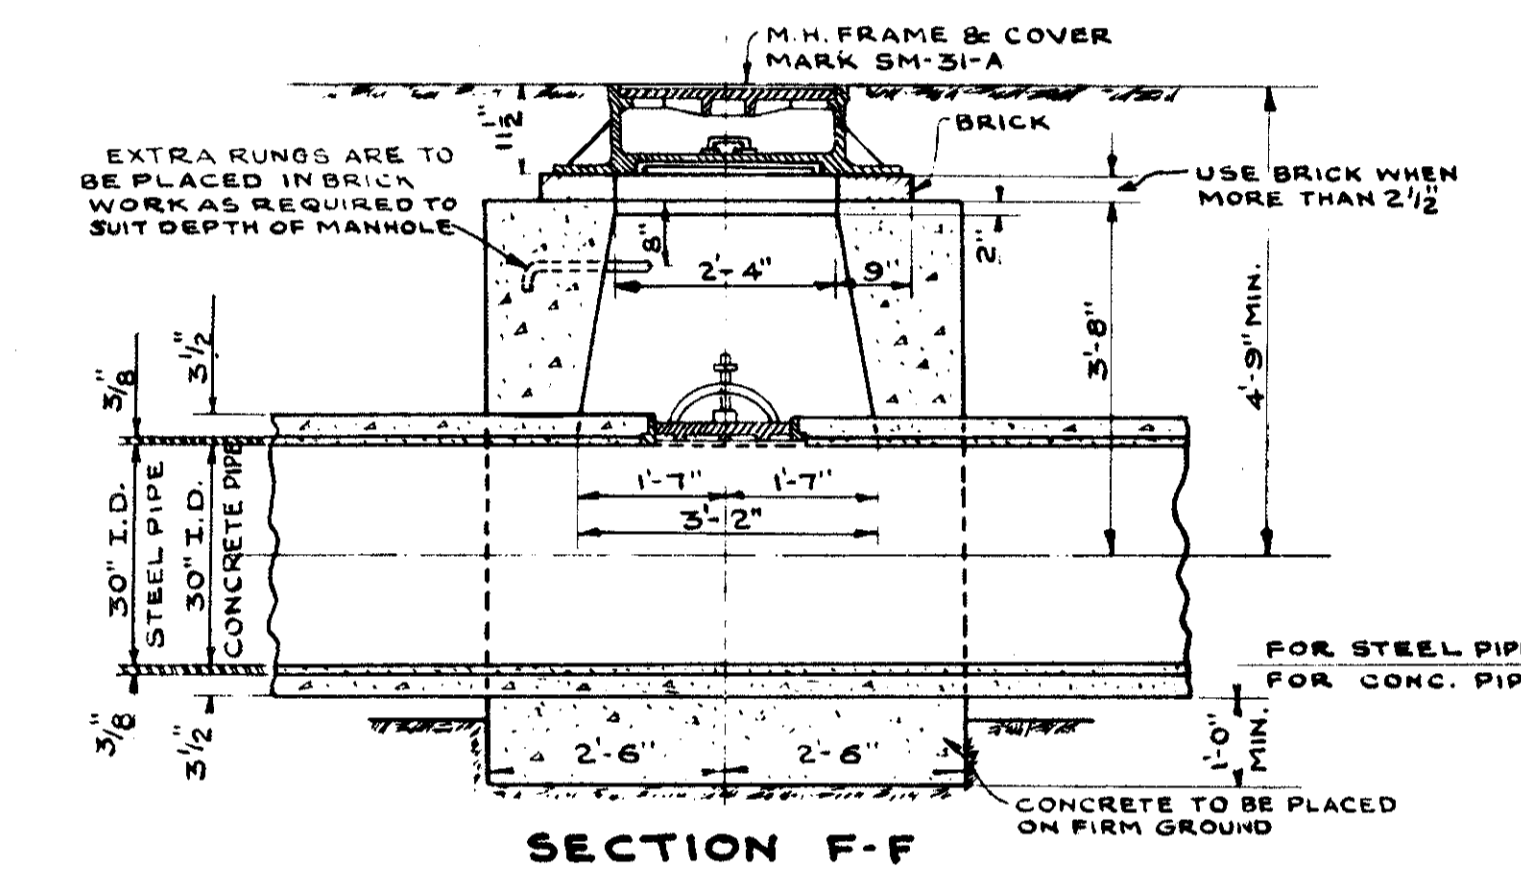 M.H. FRAME & COVER
MARK SM-31-A
BRICK
USE BRICK WHEN
MORE THAN 2 1/2"
EXTRA RUNGS ARE TO
BE PLACED IN BRICK
WORK AS REQUIRED TO
SUIT DEPTH OF MANHOLE
11 1/2"
8"
2'-4"
9"
2"
3'-8"
4'-9" MIN.
3/8"
3 1/2"
1'-7"
1'-7"
3'-2"
30" I.D.
STEEL PIPE
30" I.D.
CONCRETE PIPE
FOR STEEL PIP
FOR CONC. PIP
3/8"
3 1/2"
2'-6"
2'-6"
1'-0"
MIN.
CONCRETE TO BE PLACED
ON FIRM GROUND
SECTION F-F